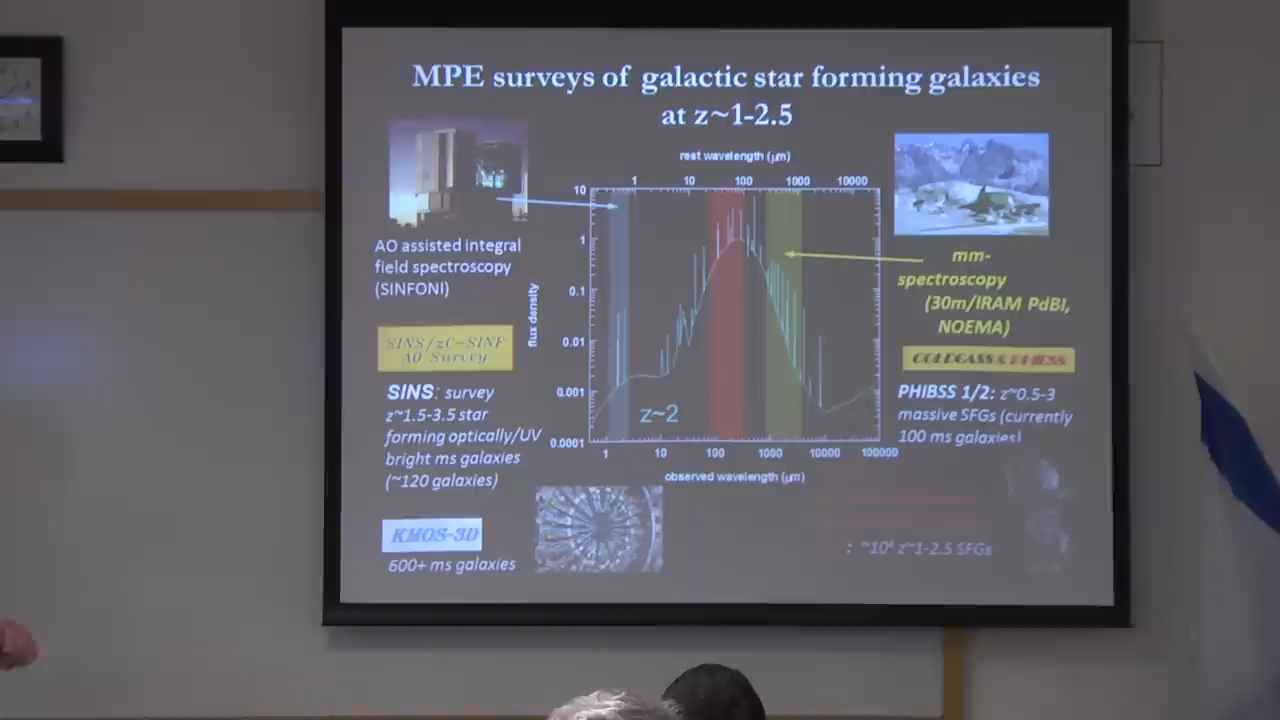 MPE surveys of galactic star forming galaxies
at z~1-2.5
rest wavelength (μm)
1 10 100 1000 10000
10
1
0.1
0.01
0.001
0.0001
flux density
z~2
1 10 100 1000 10000 100000
observed wavelength (μm)
AO assisted integral
field spectroscopy
(SINFONI)
SINS/zC-SINF
AO Survey
SINS: survey
z~1.5-3.5 star
forming optically/UV
bright ms galaxies
(~120 galaxies)
KMOS-3D
600+ ms galaxies
mm-
spectroscopy
(30m/IRAM PdBI,
NOEMA)
COLDGASS & PHIBSS
PHIBSS 1/2: z~0.5-3
massive SFGs (currently
100 ms galaxies)
: ~10⁴ z~1-2.5 SFGs